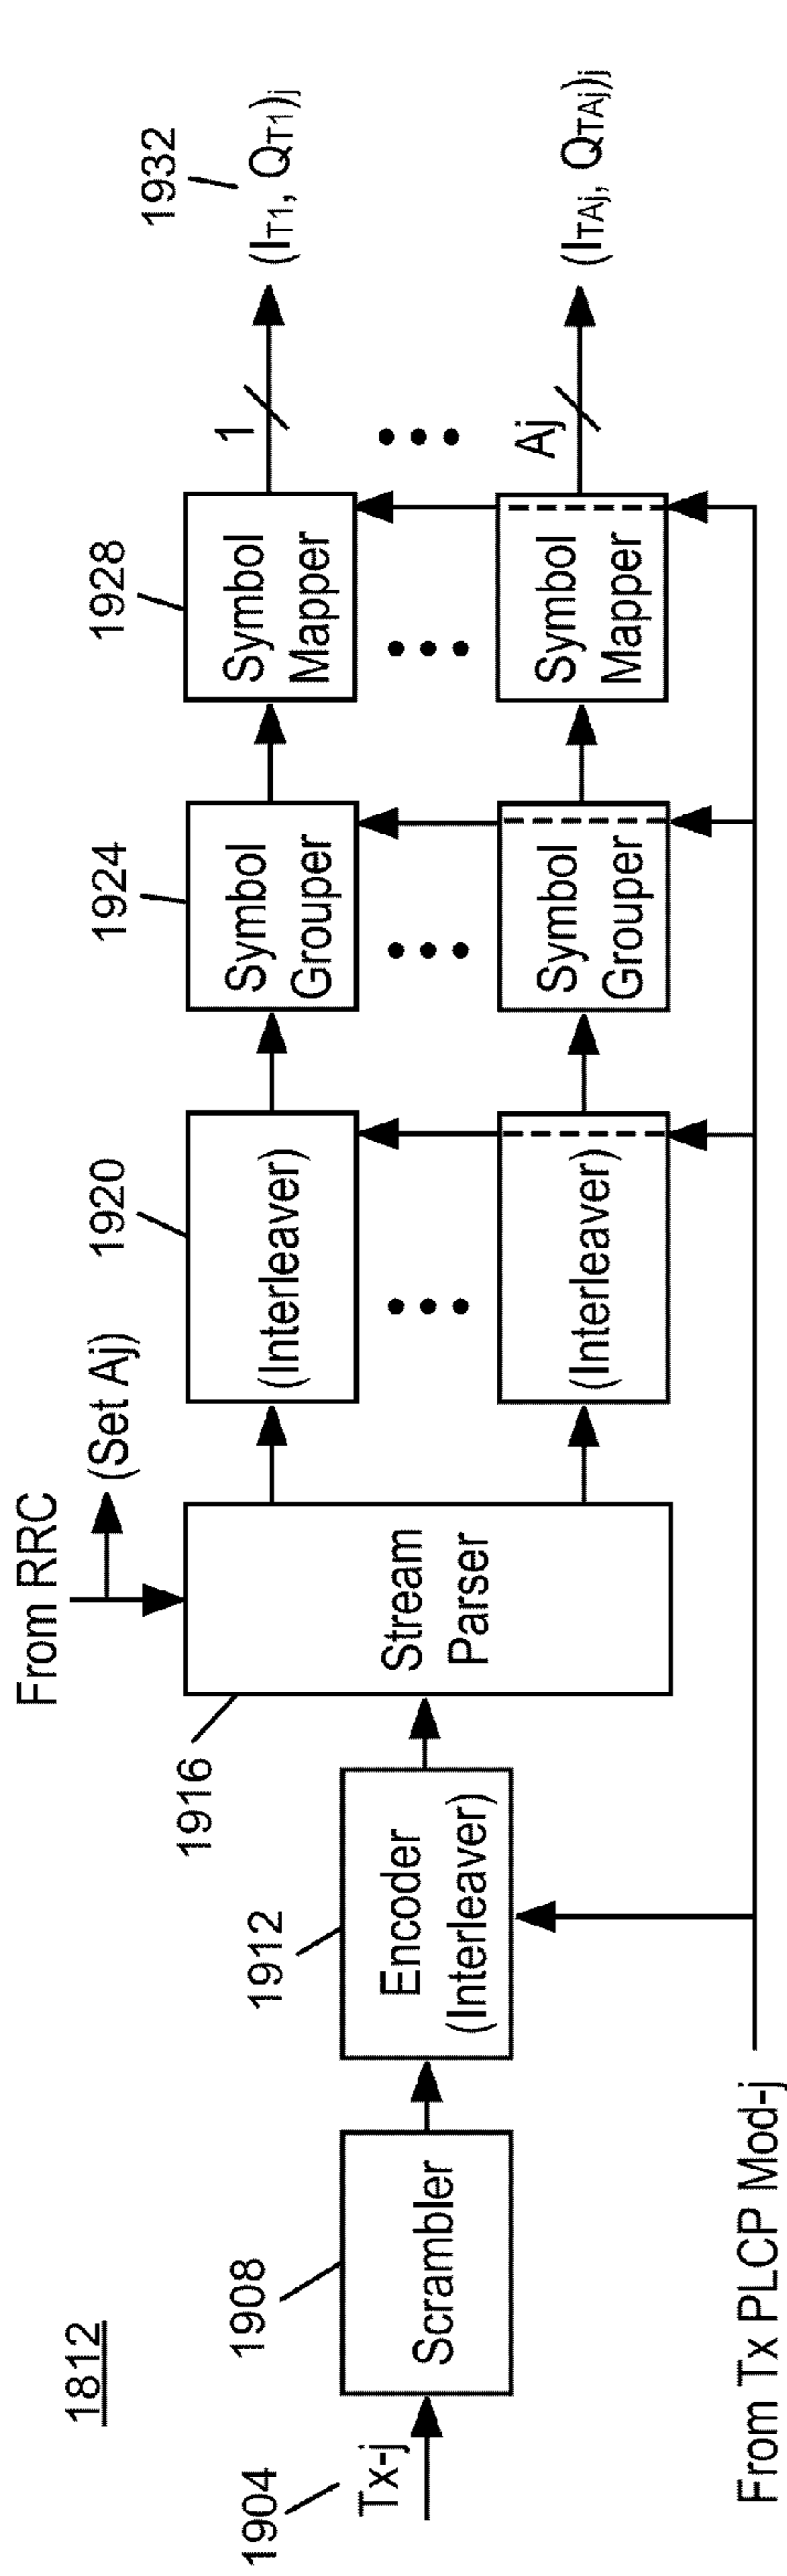 1812
From RRC
(Set Aj)
1904
Tx-j
1908
Scrambler
1912
Encoder
(Interleaver)
1916
Stream
Parser
1920
(Interleaver)
1924
Symbol
Grouper
1928
Symbol
Mapper
1
1932
(IT1, QT1)j
(Interleaver)
Symbol
Grouper
Symbol
Mapper
Aj
(ITAj, QTAj)j
From Tx PLCP Mod-j